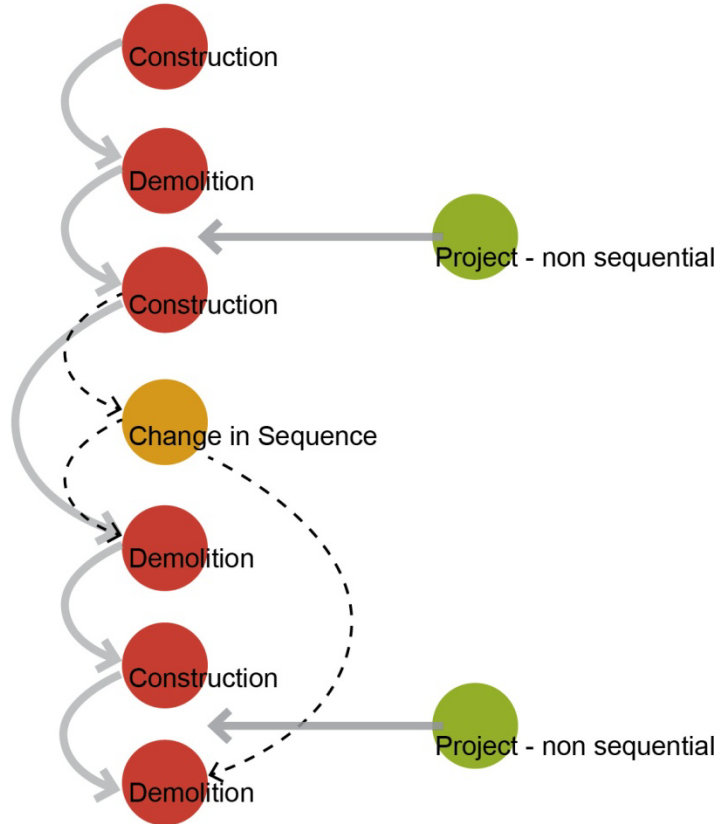 Construction
Demolition
Project - non sequential
Construction
Change in Sequence
Demolition
Construction
Project - non sequential
Demolition